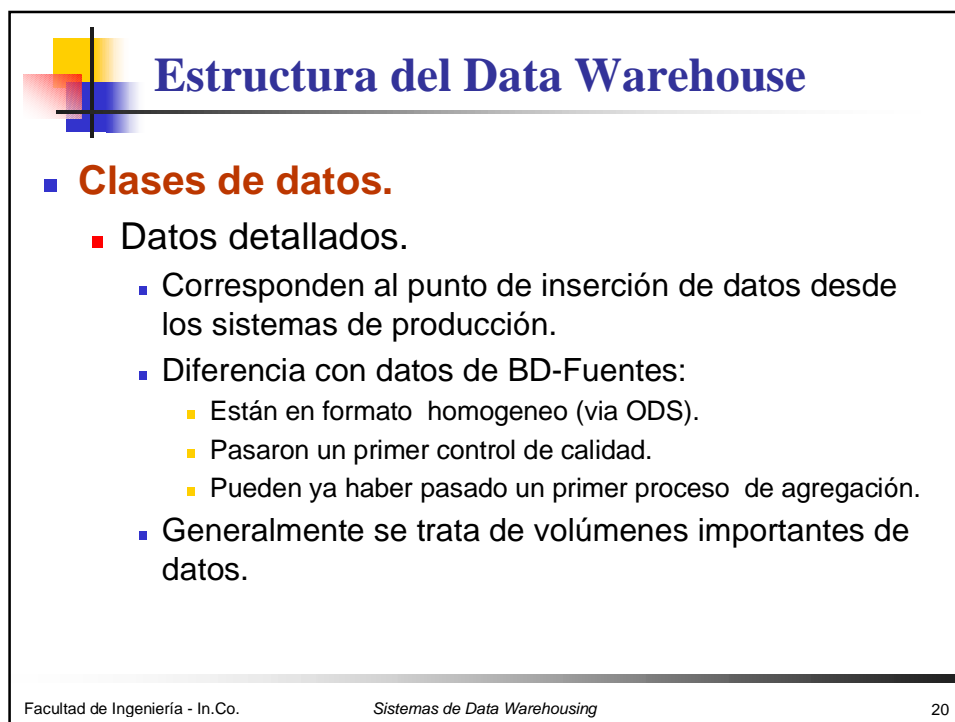 Estructura del Data Warehouse
Clases de datos.
Datos detallados.
Corresponden al punto de inserción de datos desde
los sistemas de producción.
Diferencia con datos de BD-Fuentes:
Están en formato homogeneo (via ODS).
Pasaron un primer control de calidad.
Pueden ya haber pasado un primer proceso de agregación.
Generalmente se trata de volúmenes importantes de
datos.
Facultad de Ingeniería - In.Co. Sistemas de Data Warehousing 20